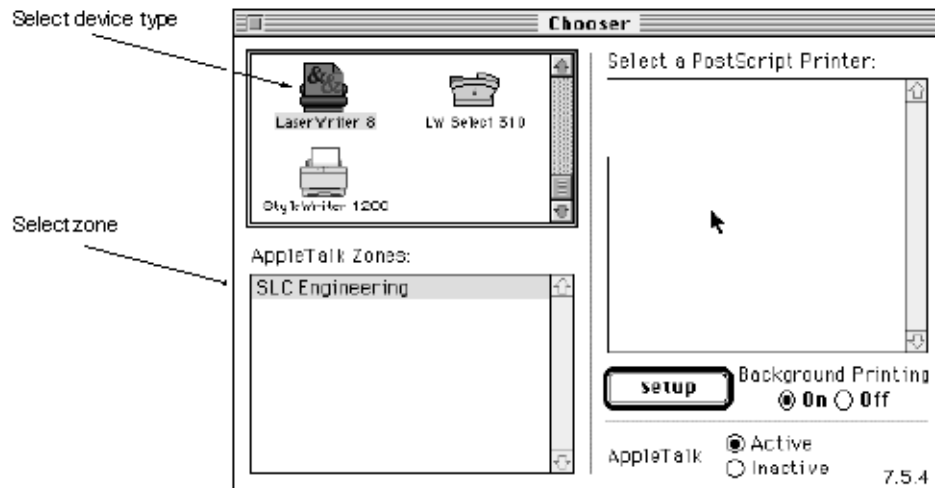 Select device type
Chooser
Select a PostScript Printer:
LaserWriter 8
LW Select 310
StyleWriter 1200
Select zone
AppleTalk Zones:
SLC Engineering
Setup
Background Printing
On Off
AppleTalk
Active
Inactive
7.5.4